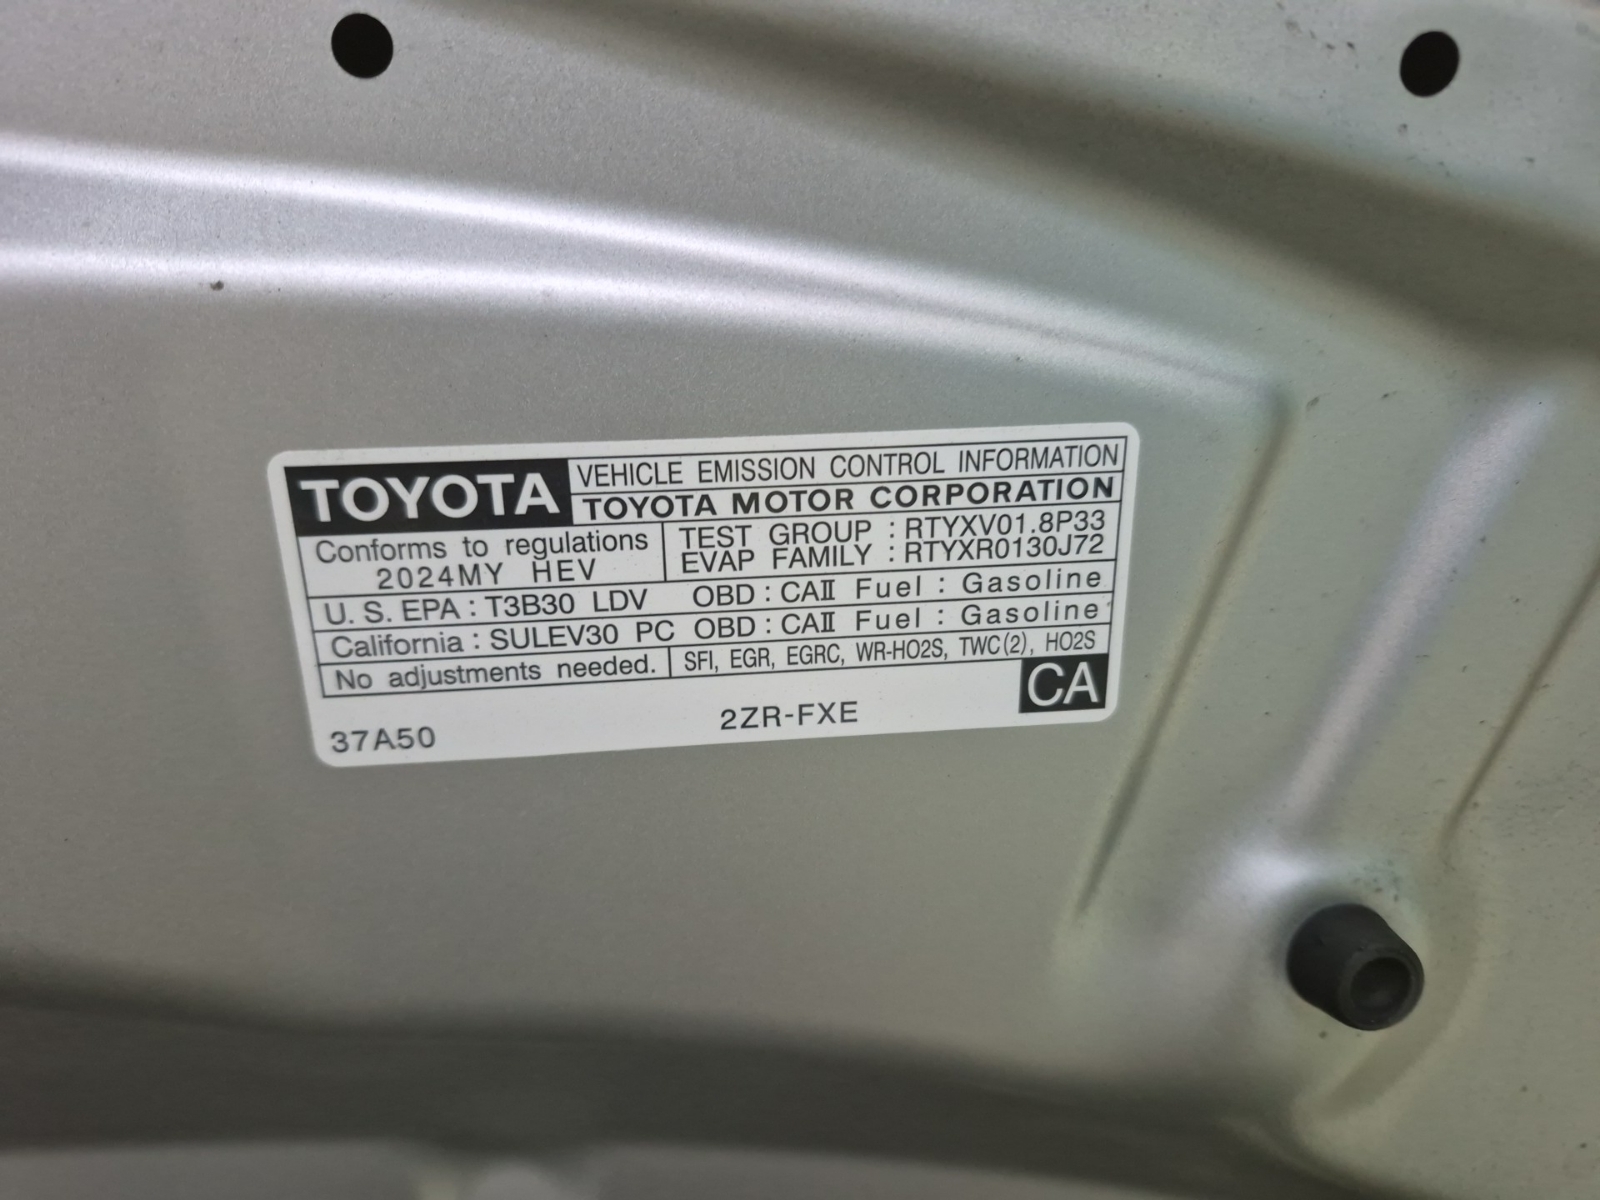 TOYOTA VEHICLE EMISSION CONTROL INFORMATION
TOYOTA MOTOR CORPORATION
Conforms to regulations
2024MY HEV
TEST GROUP : RTYXV01.8P33
EVAP FAMILY : RTYXR0130J72
U. S. EPA : T3B30 LDV OBD : CAⅡ Fuel : Gasoline
California : SULEV30 PC OBD : CAⅡ Fuel : Gasoline
No adjustments needed. SFI, EGR, EGRC, WR-HO2S, TWC(2), HO2S
37A50 2ZR-FXE CA